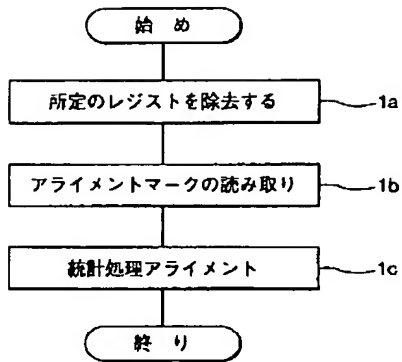 始め
所定のレジストを除去する 1a
アライメントマークの読み取り 1b
統計処理アライメント 1c
終り